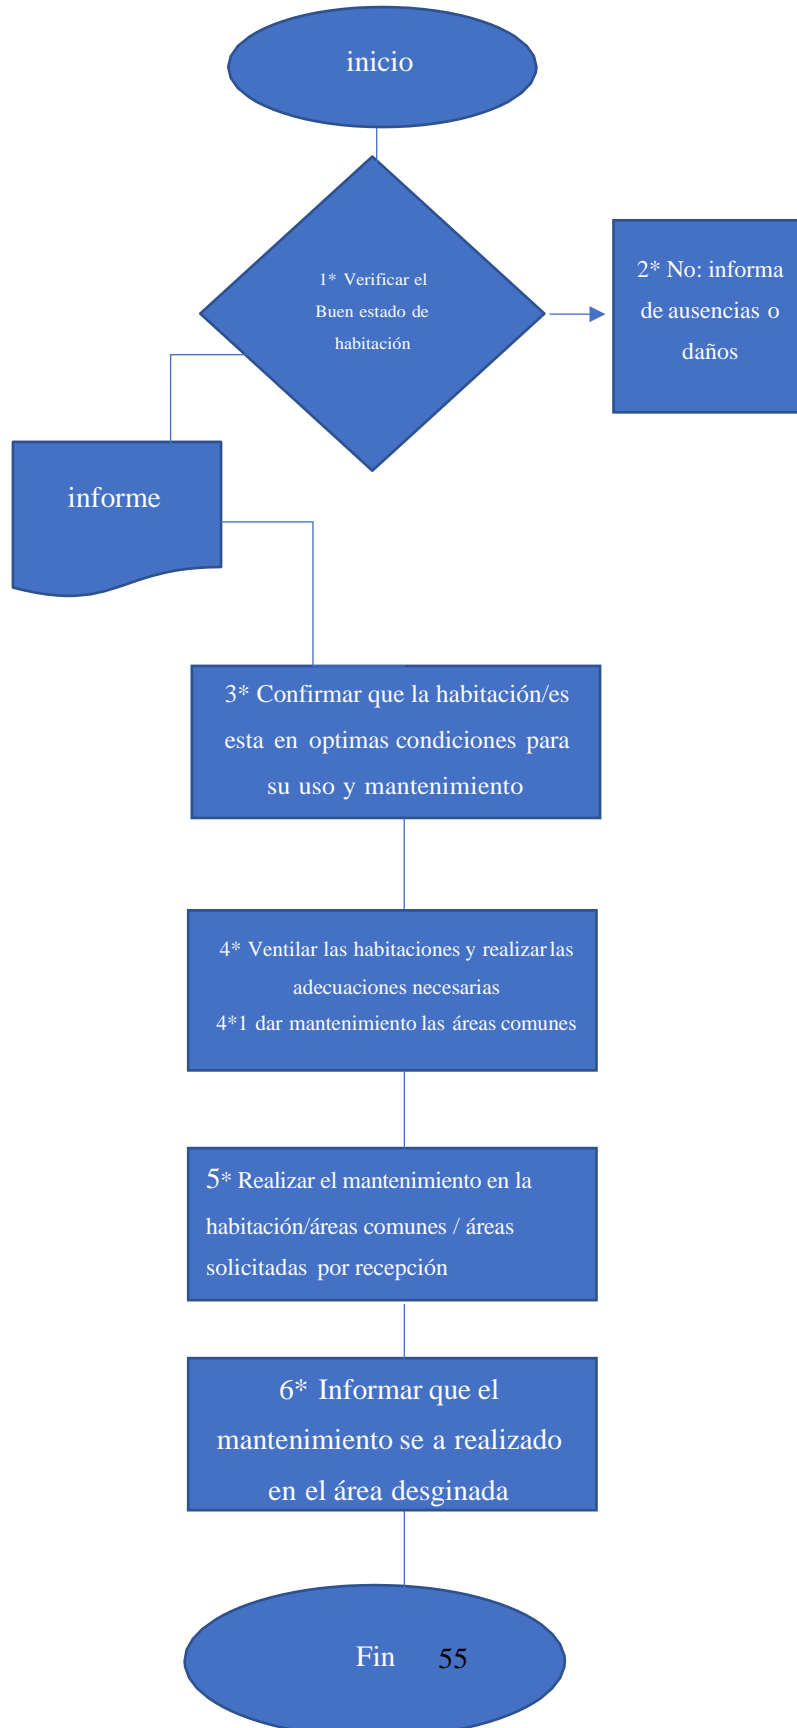 inicio
1* Verificar el
Buen estado de
habitación
2* No: informa
de ausencias o
daños
informe
3* Confirmar que la habitación/es
esta en optimas condiciones para
su uso y mantenimiento
4* Ventilar las habitaciones y realizar las
adecuaciones necesarias
4*1 dar mantenimiento las áreas comunes
5* Realizar el mantenimiento en la
habitación/áreas comunes / áreas
solicitadas por recepción
6* Informar que el
mantenimiento se a realizado
en el área desginada
Fin 55